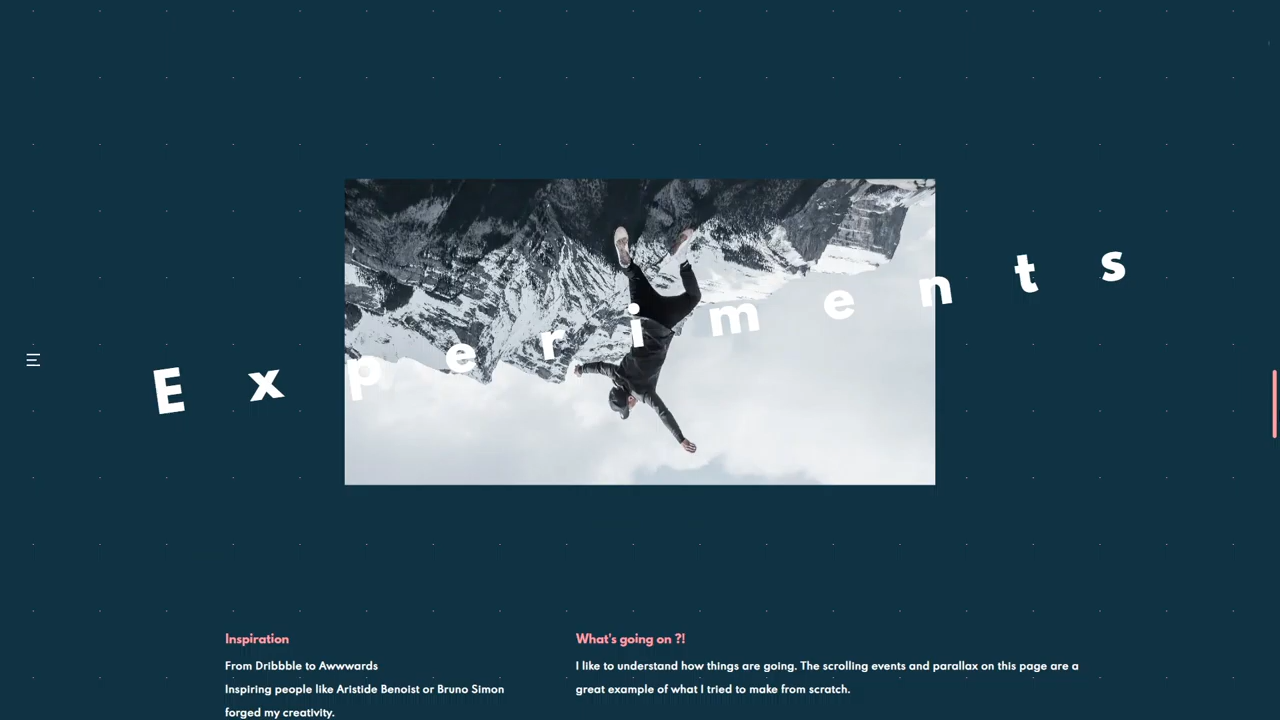 Experiments
Inspiration
From Dribbble to Awwwards
Inspiring people like Aristide Benoist or Bruno Simon
forged my creativity.
What's going on ?!
I like to understand how things are going. The scrolling events and parallax on this page are a
great example of what I tried to make from scratch.